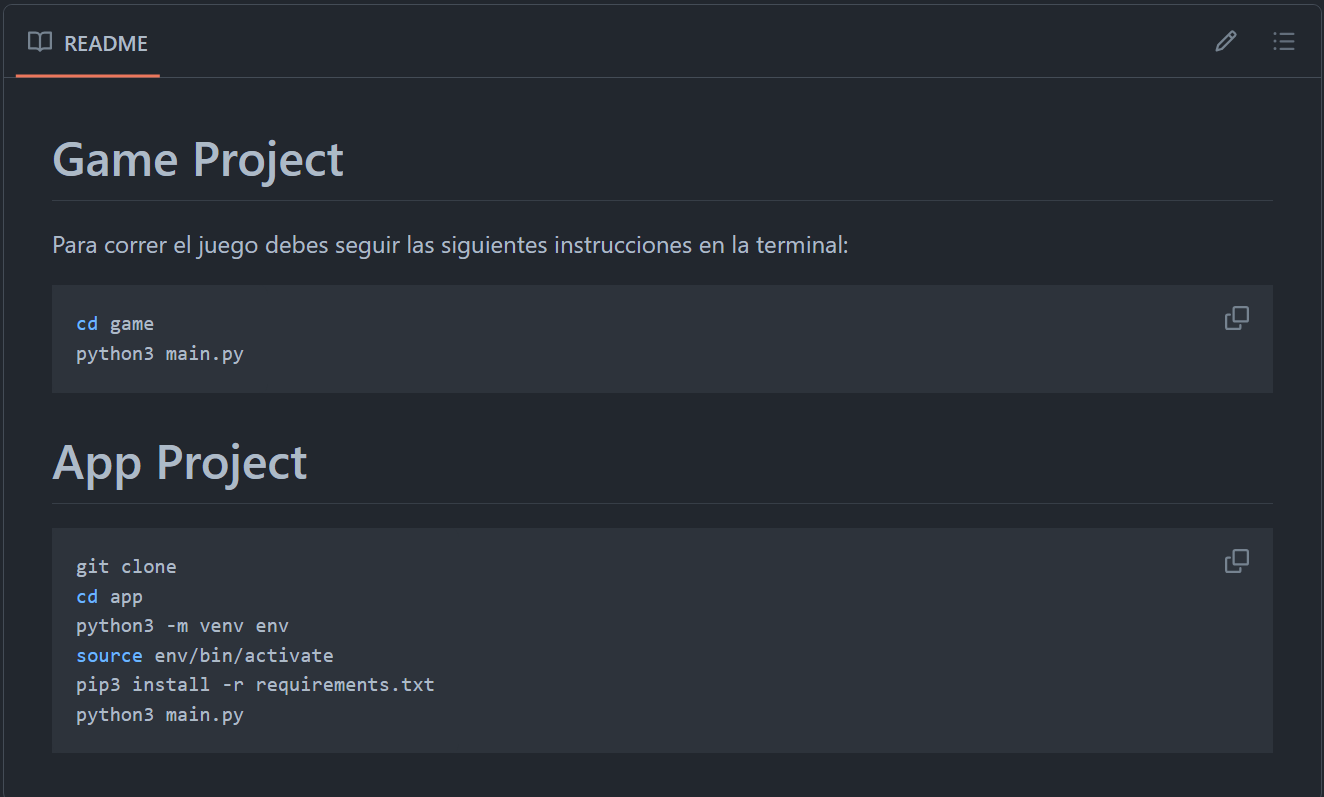 README
Game Project
Para correr el juego debes seguir las siguientes instrucciones en la terminal:
cd game
python3 main.py
App Project
git clone
cd app
python3 -m venv env
source env/bin/activate
pip3 install -r requirements.txt
python3 main.py